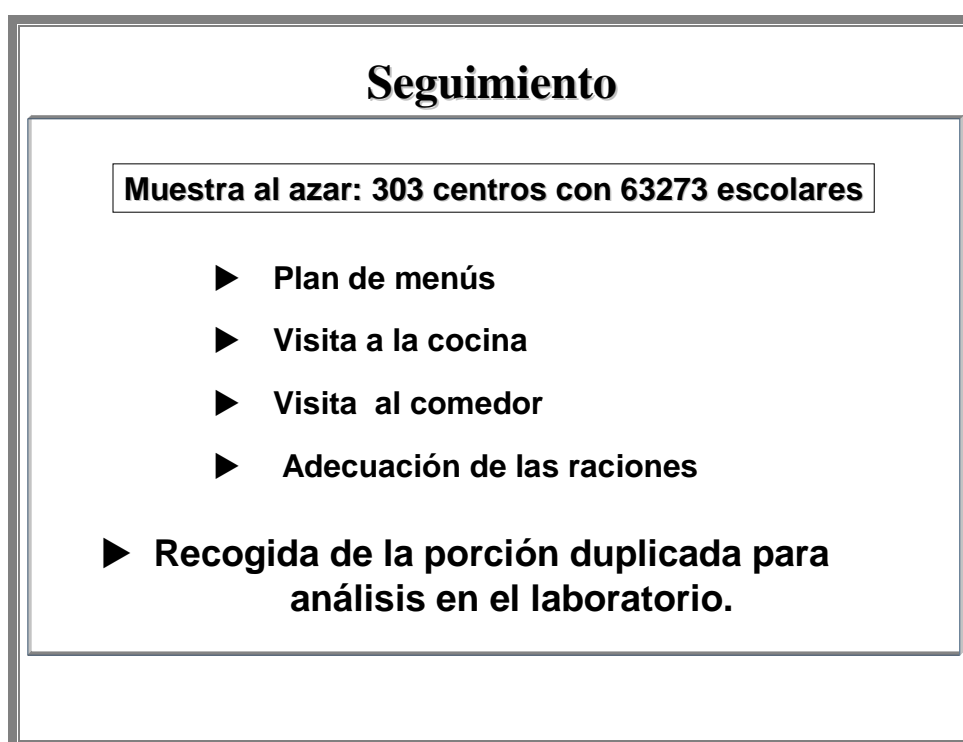 Seguimiento
Muestra al azar: 303 centros con 63273 escolares
▶ Plan de menús
▶ Visita a la cocina
▶ Visita al comedor
▶ Adecuación de las raciones
▶ Recogida de la porción duplicada para
análisis en el laboratorio.